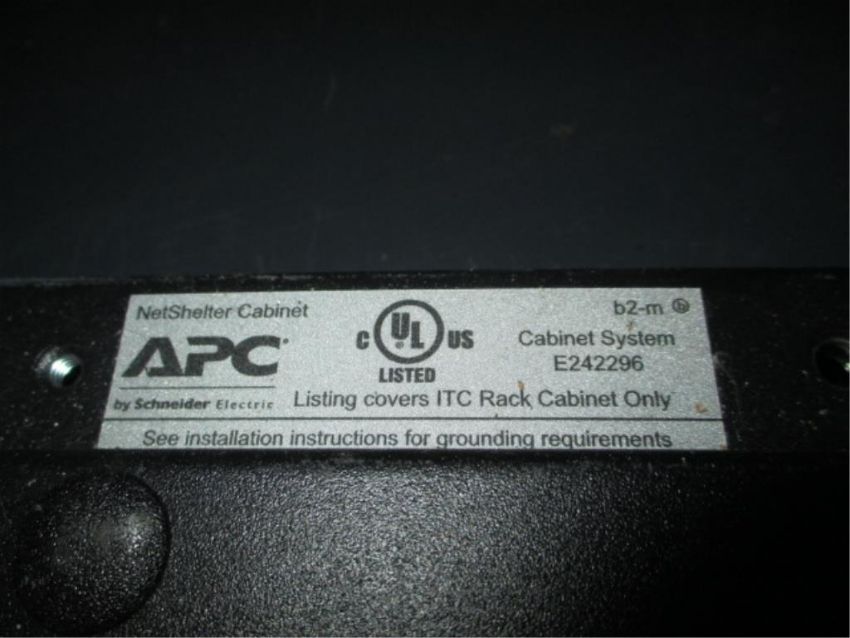 NetShelter Cabinet
APC
by Schneider Electric
C UL US
LISTED
b2-m
Cabinet System
E242296
Listing covers ITC Rack Cabinet Only
See installation instructions for grounding requirements